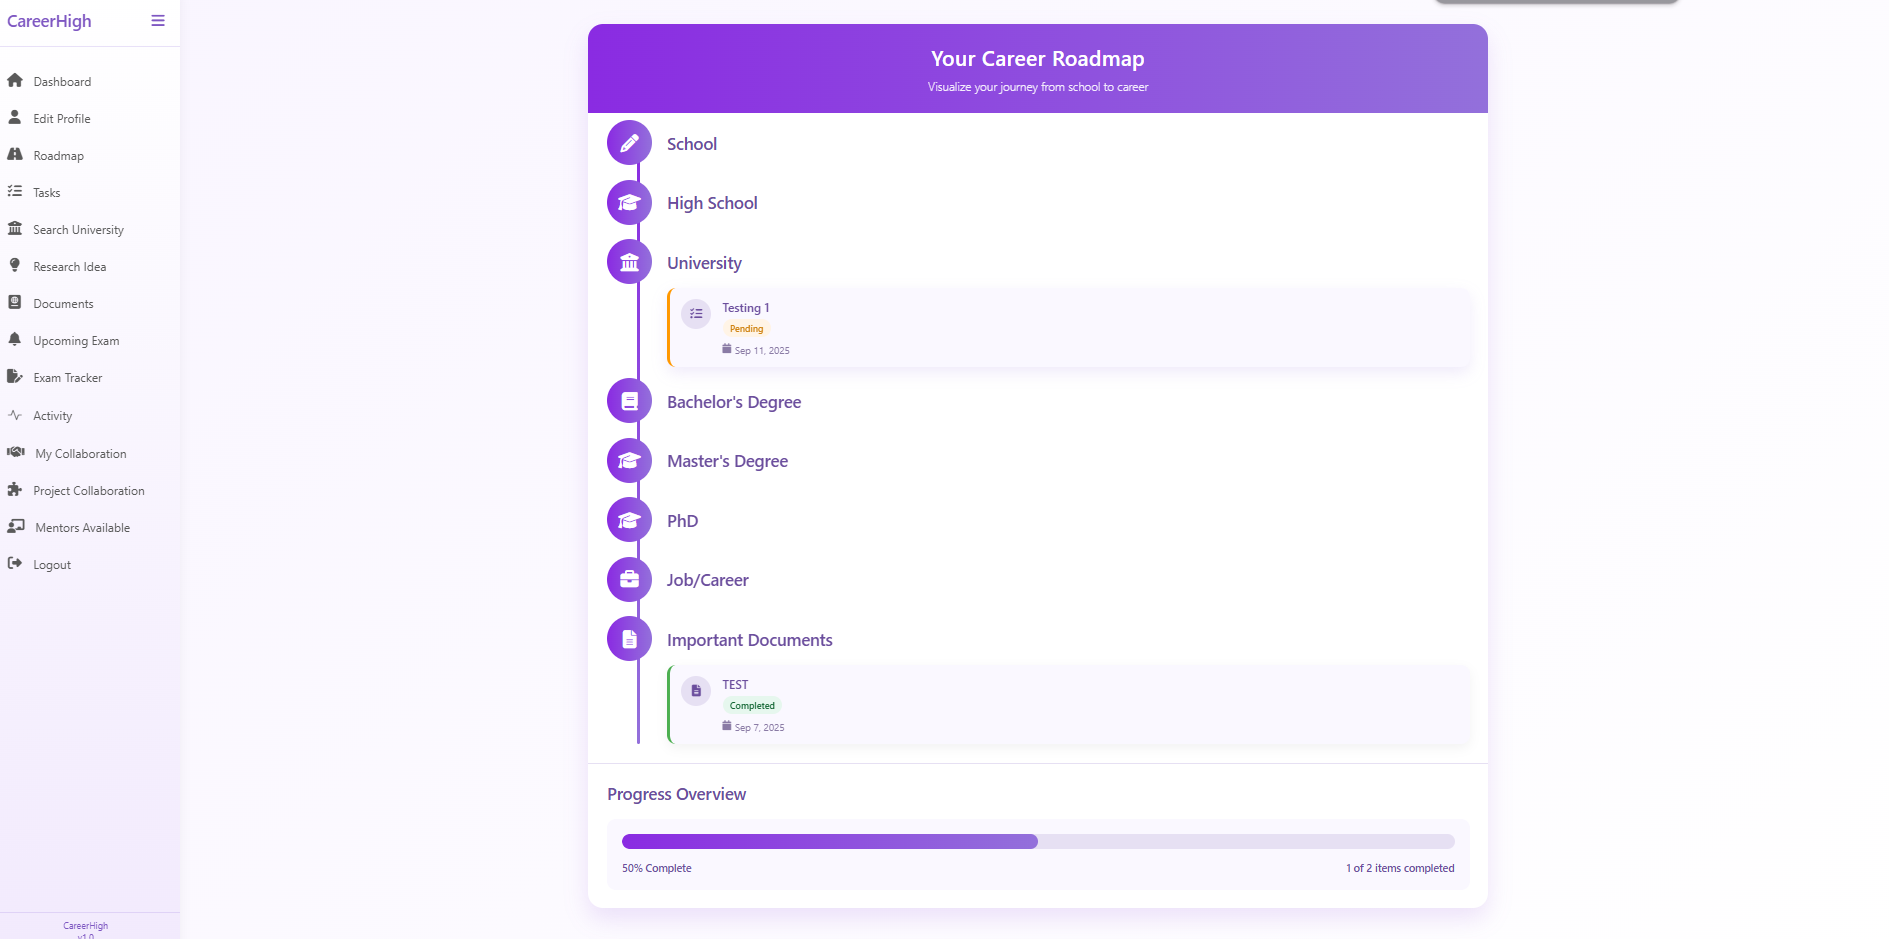 CareerHigh
Dashboard
Edit Profile
Roadmap
Tasks
Search University
Research Idea
Documents
Upcoming Exam
Exam Tracker
Activity
My Collaboration
Project Collaboration
Mentors Available
Logout
CareerHigh
v1.0
Your Career Roadmap
Visualize your journey from school to career
School
High School
University
Testing 1
Pending
Sep 11, 2025
Bachelor's Degree
Master's Degree
PhD
Job/Career
Important Documents
TEST
Completed
Sep 7, 2025
Progress Overview
50% Complete
1 of 2 items completed